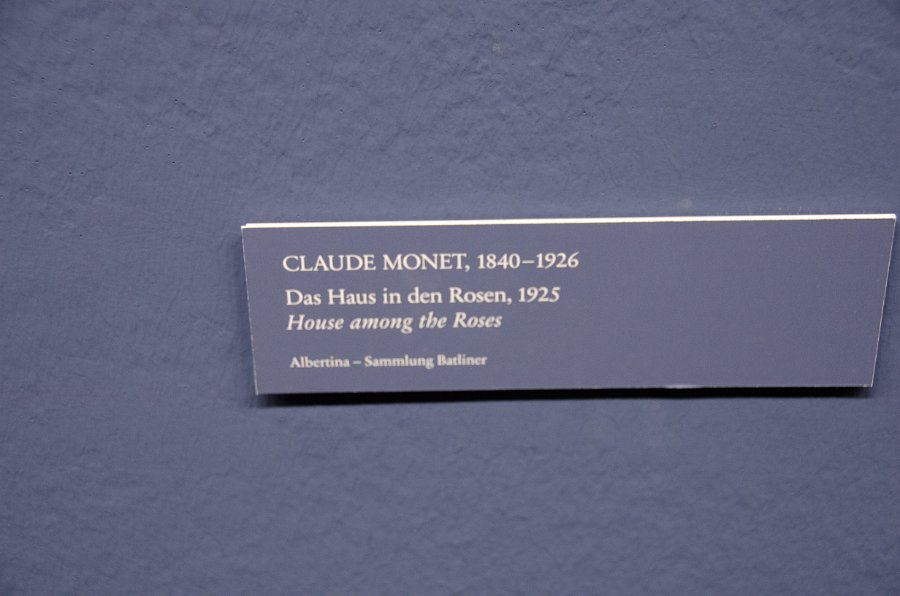 CLAUDE MONET, 1840–1926
Das Haus in den Rosen, 1925
House among the Roses
Albertina – Sammlung Batliner